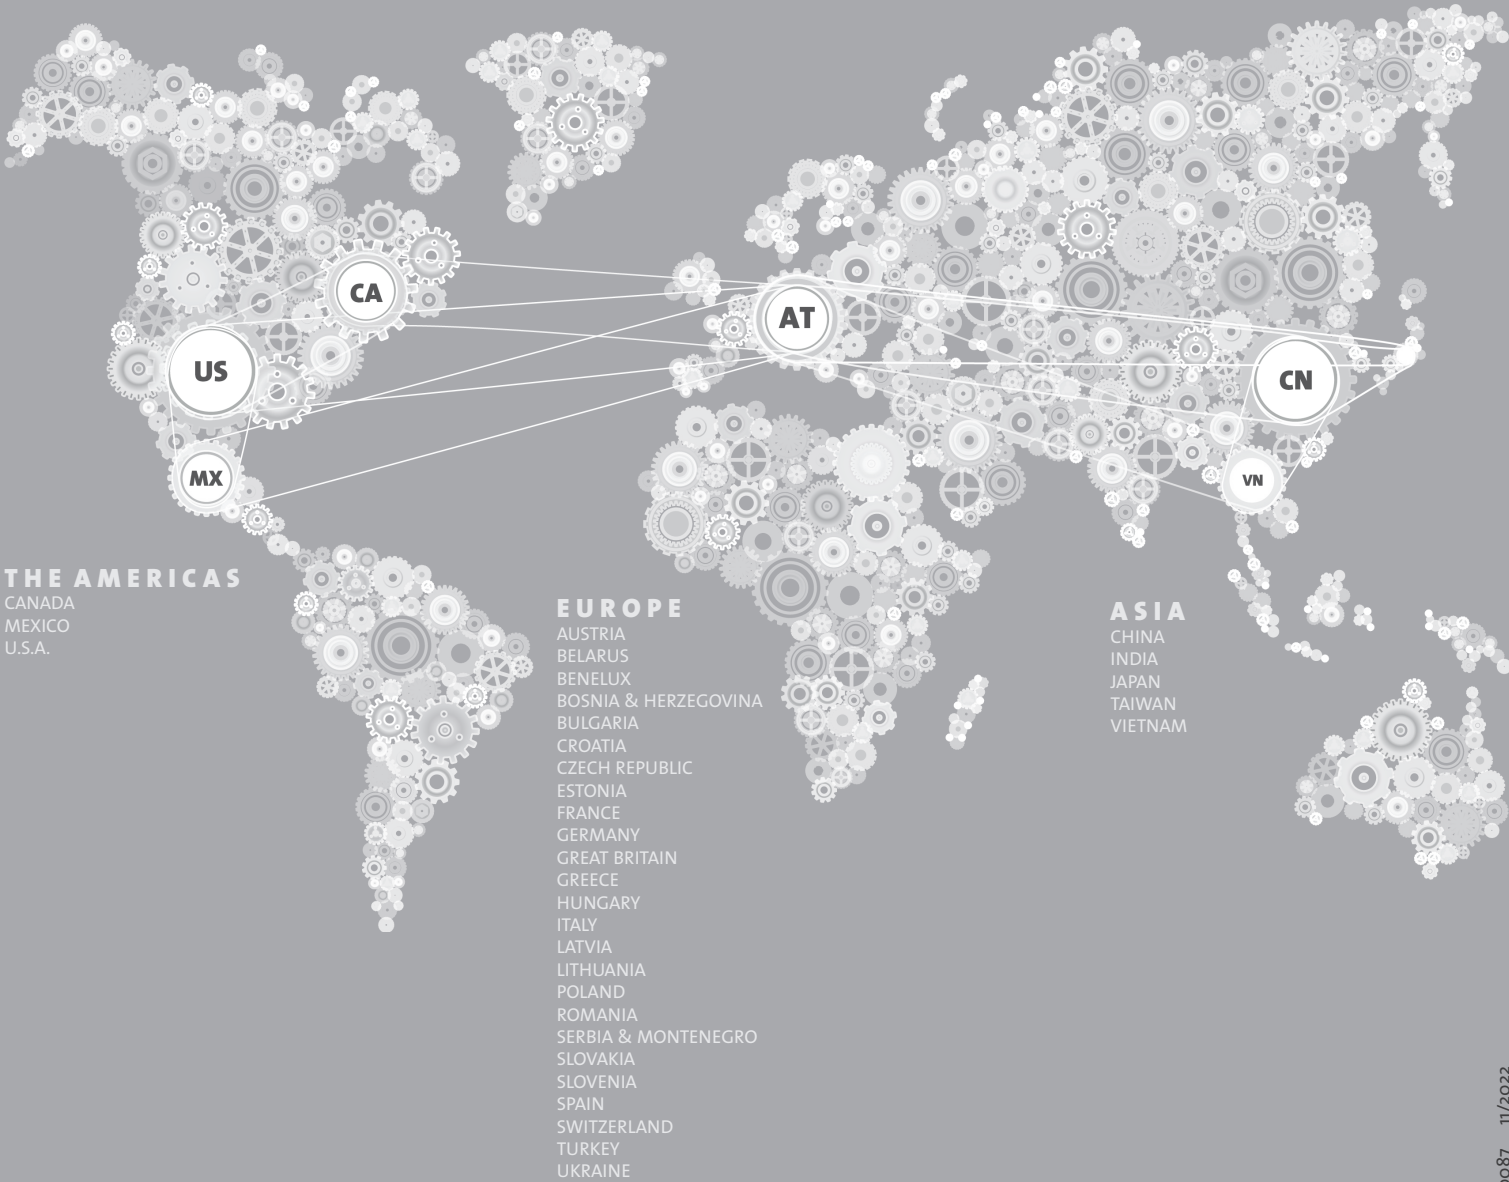 CA
AT
US
CN
MX
VN
THE AMERICAS
CANADA
MEXICO
U.S.A.
EUROPE
AUSTRIA
BELARUS
BENELUX
BOSNIA & HERZEGOVINA
BULGARIA
CROATIA
CZECH REPUBLIC
ESTONIA
FRANCE
GERMANY
GREAT BRITAIN
GREECE
HUNGARY
ITALY
LATVIA
LITHUANIA
POLAND
ROMANIA
SERBIA & MONTENEGRO
SLOVAKIA
SLOVENIA
SPAIN
SWITZERLAND
TURKEY
UKRAINE
ASIA
CHINA
INDIA
JAPAN
TAIWAN
VIETNAM
11/2022